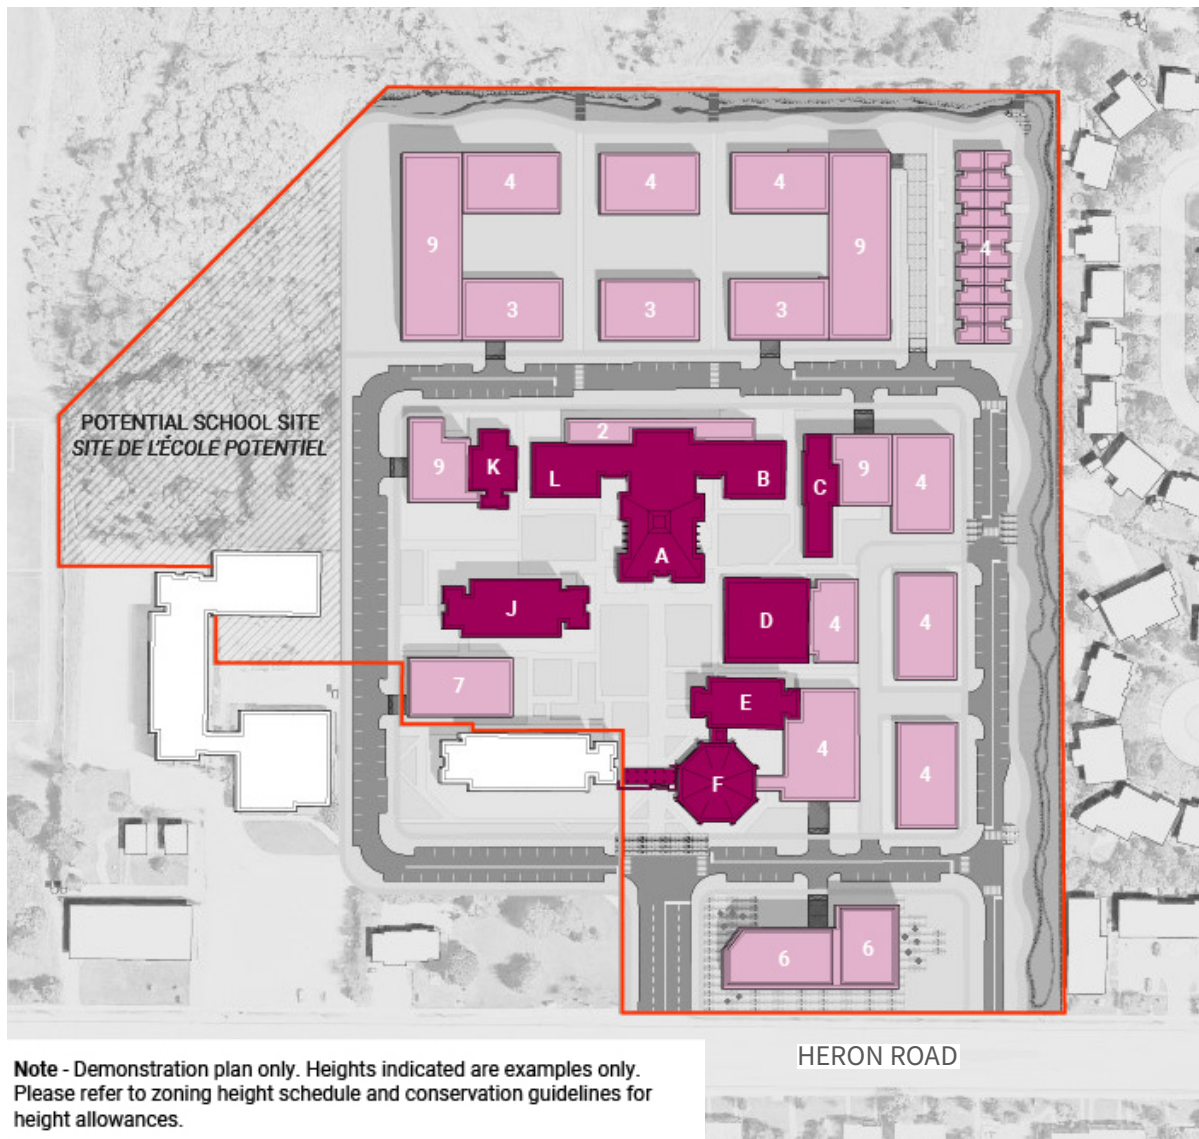 4
4
4
9
9
4
3
3
3
POTENTIAL SCHOOL SITE
SITE DE L'ÉCOLE POTENTIEL
2
9
K
L
B
C
9
4
A
J
D
4
4
7
E
4
F
4
6
6
HERON ROAD
Note - Demonstration plan only. Heights indicated are examples only.
Please refer to zoning height schedule and conservation guidelines for
height allowances.